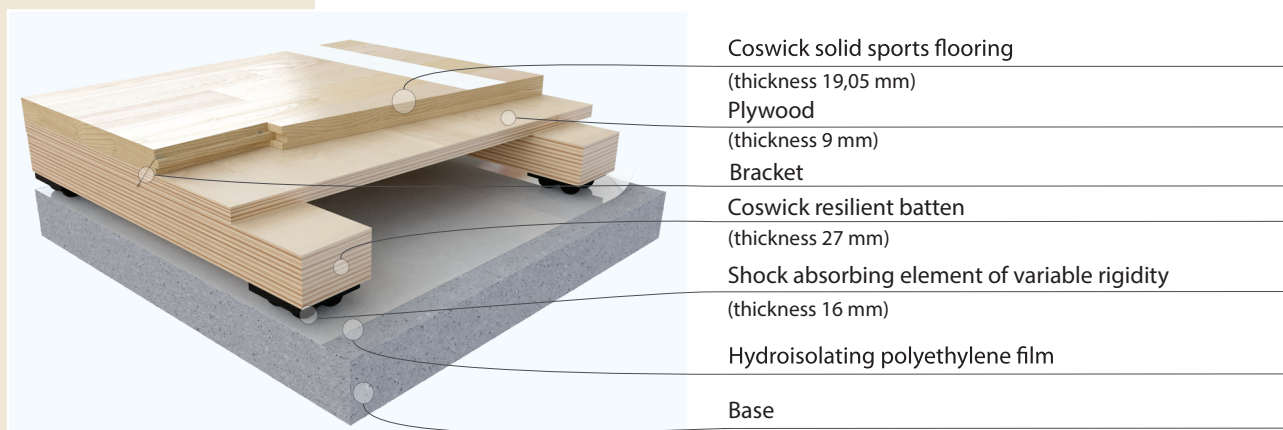 Coswick solid sports flooring
(thickness 19,05 mm)
Plywood
(thickness 9 mm)
Bracket
Coswick resilient batten
(thickness 27 mm)
Shock absorbing element of variable rigidity
(thickness 16 mm)
Hydroisolating polyethylene film
Base